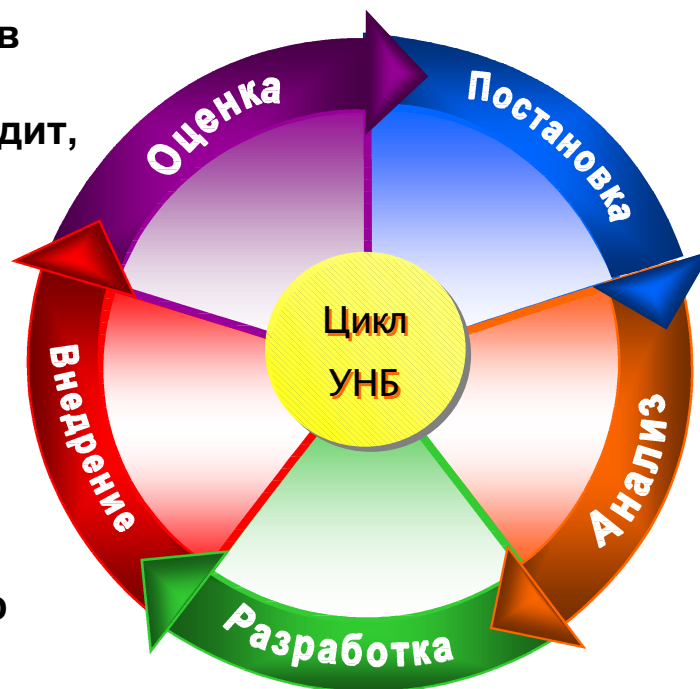 в
дит,
Оценка
Постановка
Цикл
УНБ
Внедрение
Анализ
Разработка